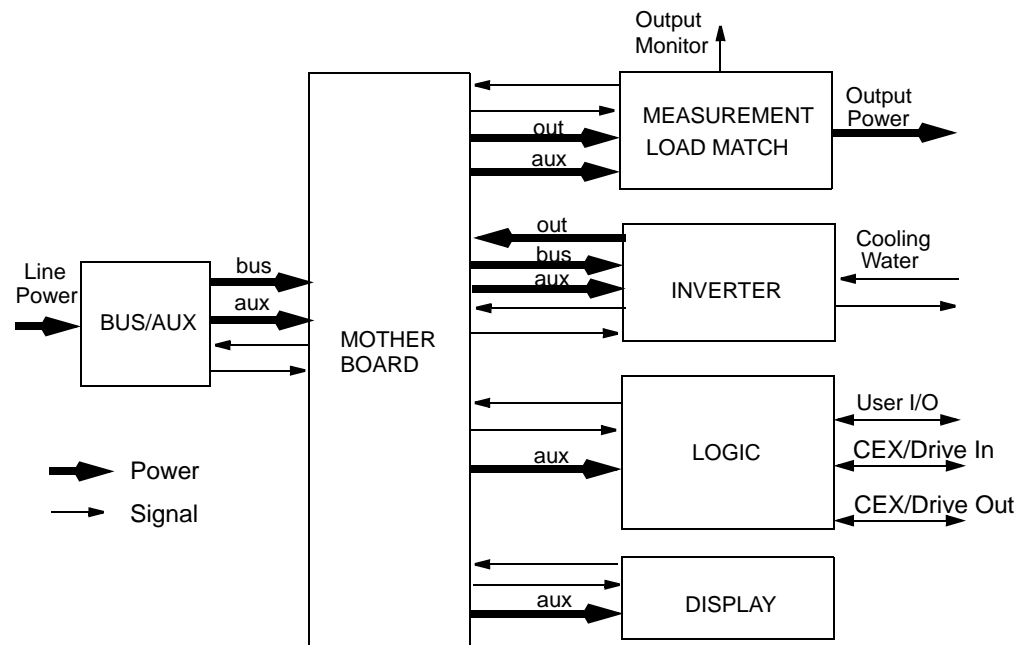 Output
Monitor
MEASUREMENT
LOAD MATCH
Output
Power
out
aux
out
bus
aux
INVERTER
Cooling
Water
Line
Power
BUS/AUX
bus
aux
MOTHER
BOARD
aux
LOGIC
User I/O
CEX/Drive In
CEX/Drive Out
Power
Signal
aux
DISPLAY